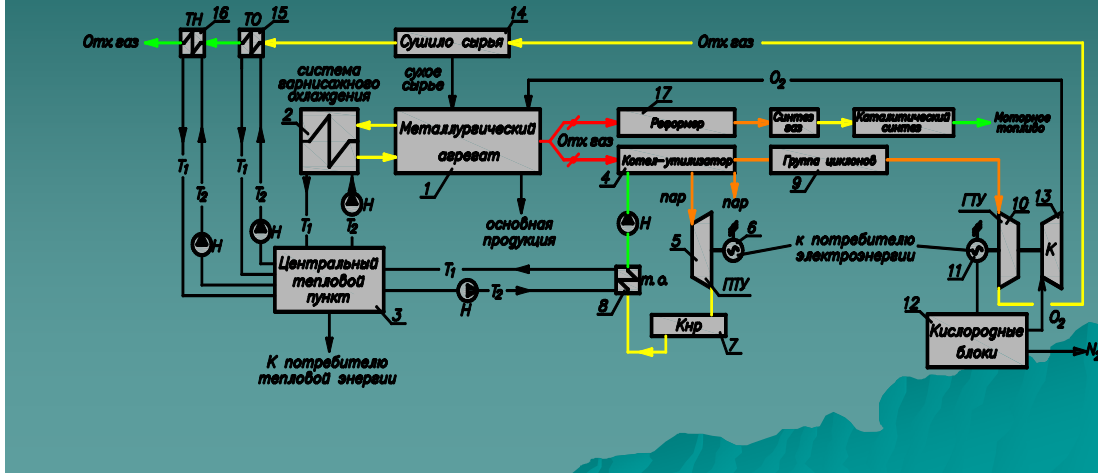 ТН 16 ТО 15 14
Отх. газ Сушило сырья Отх. газ
система
гарнисажного
охлаждения
сухое
сырье
O2
2 Металлургический
агрегат
1
Отх. газ
17
Реформер
Синтез
газ
Каталитический
синтез
Моторное
топливо
4 Котел-утилизатор
Группа циклонов
9
пар
пар
T1 T2 T1 T2
T1 T2 Н
Н Н Н
основная
продукция
5 6
ПТУ
к потребителю
электроэнергии
ГТУ 10 13
11 К
Центральный
тепловой
пункт
3
T1
T2
Н
т.о.
8
Кнр
7
12 Кислородные
блоки
O2
N2
К потребителю
тепловой энергии